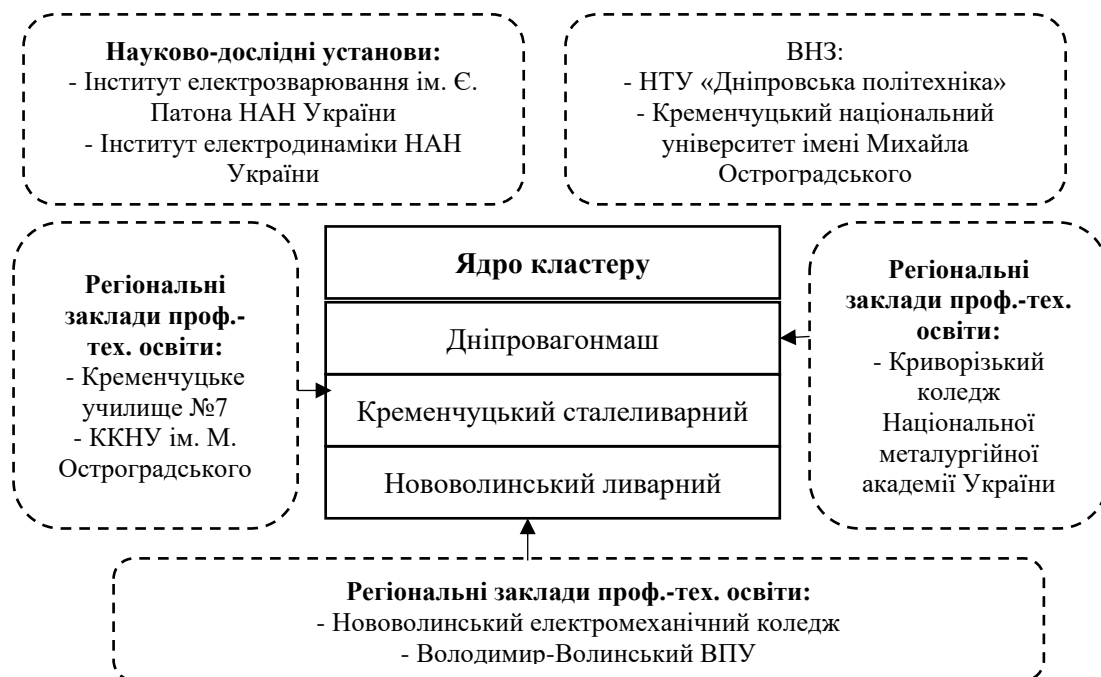 Науково-дослідні установи:
- Інститут електрозварювання ім. Є.
Патона НАН України
- Інститут електродинаміки НАН
України
ВНЗ:
- НТУ «Дніпровська політехніка»
- Кременчуцький національний
університет імені Михайла
Остроградського
Регіональні
заклади проф.-
тех. освіти:
- Кременчуцьке
училище №7
- ККНУ ім. М.
Остроградського
Ядро кластеру
Дніпровагонмаш
Кременчуцький сталеливарний
Нововолинський ливарний
Регіональні
заклади проф.-тех.
освіти:
- Криворізький
коледж
Національної
металургійної
академії України
Регіональні заклади проф.-тех. освіти:
- Нововолинський електромеханічний коледж
- Володимир-Волинський ВПУ